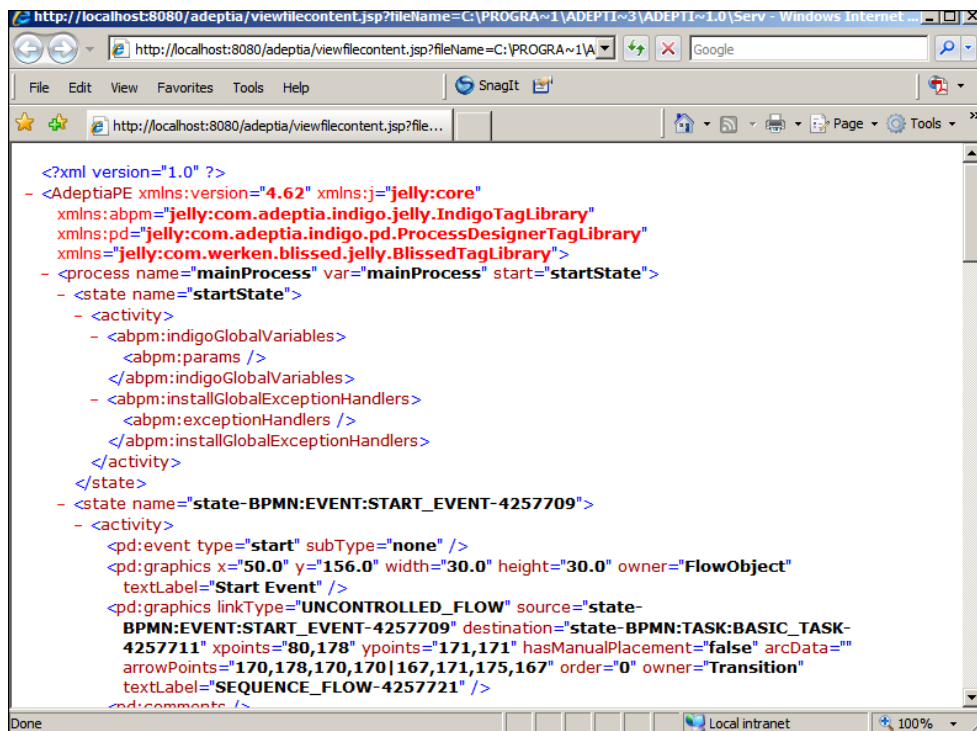 http://localhost:8080/adeptia/viewfilecontent.jsp?fileName=C:\PROGRA~1\ADEPTI~3\ADEPTI~1.0\Serv - Windows Internet ...
http://localhost:8080/adeptia/viewfilecontent.jsp?fileName=C:\PROGRA~1\A
Google
File Edit View Favorites Tools Help SnagIt
http://localhost:8080/adeptia/viewfilecontent.jsp?file... Page Tools »
<?xml version="1.0" ?>
- <AdeptiaPE xmlns:version="4.62" xmlns:j="jelly:core"
xmlns:abpm="jelly:com.adeptia.indigo.jelly.IndigoTagLibrary"
xmlns:pd="jelly:com.adeptia.indigo.pd.ProcessDesignerTagLibrary"
xmlns="jelly:com.werken.blissed.jelly.BlissedTagLibrary">
- <process name="mainProcess" var="mainProcess" start="startState">
- <state name="startState">
- <activity>
- <abpm:indigoGlobalVariables>
<abpm:params />
</abpm:indigoGlobalVariables>
- <abpm:installGlobalExceptionHandlers>
<abpm:exceptionHandlers />
</abpm:installGlobalExceptionHandlers>
</activity>
</state>
- <state name="state-BPMN:EVENT:START_EVENT-4257709">
- <activity>
<pd:event type="start" subType="none" />
<pd:graphics x="50.0" y="156.0" width="30.0" height="30.0" owner="FlowObject"
textLabel="Start Event" />
<pd:graphics linkType="UNCONTROLLED_FLOW" source="state-
BPMN:EVENT:START_EVENT-4257709" destination="state-BPMN:TASK:BASIC_TASK-
4257711" xpoints="80,178" ypoints="171,171" hasManualPlacement="false" arcData=""
arrowPoints="170,178,170,170|167,171,175,167" order="0" owner="Transition"
textLabel="SEQUENCE_FLOW-4257721" />
<pd:comments />
Done Local intranet 100%